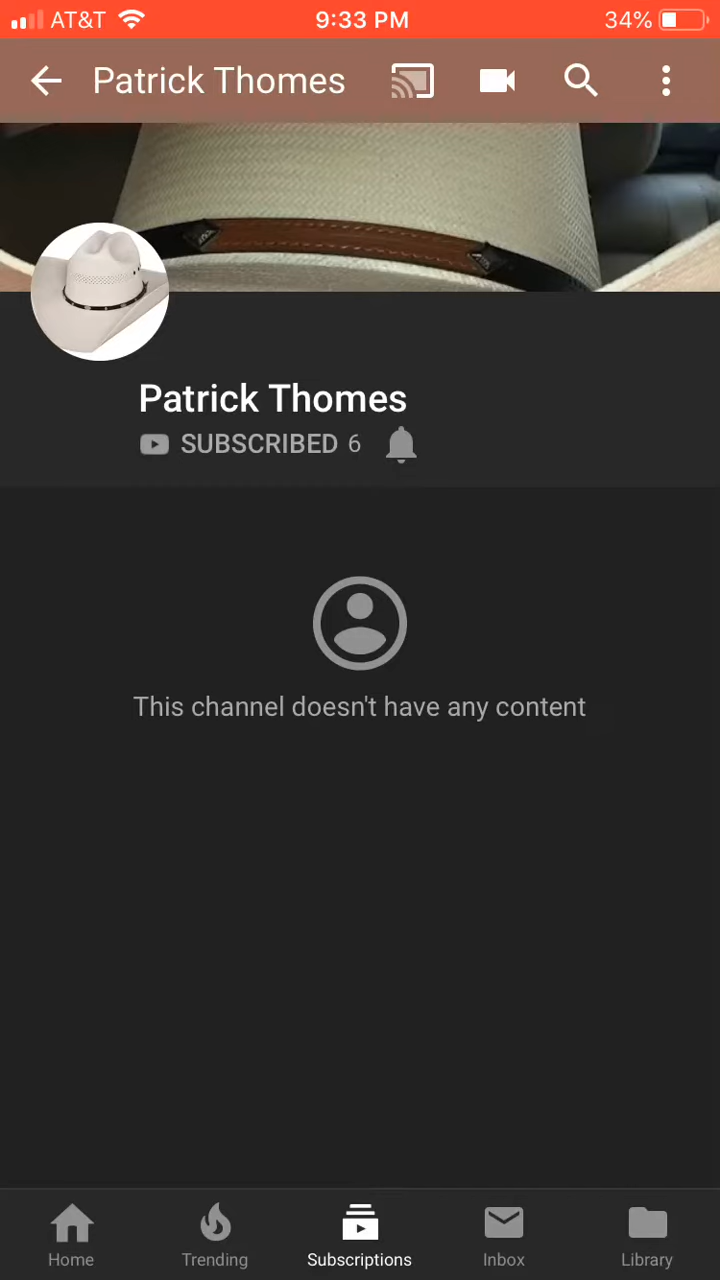 AT&T 9:33 PM 34%
Patrick Thomes
Patrick Thomes
SUBSCRIBED 6
This channel doesn't have any content
Home Trending Subscriptions Inbox Library